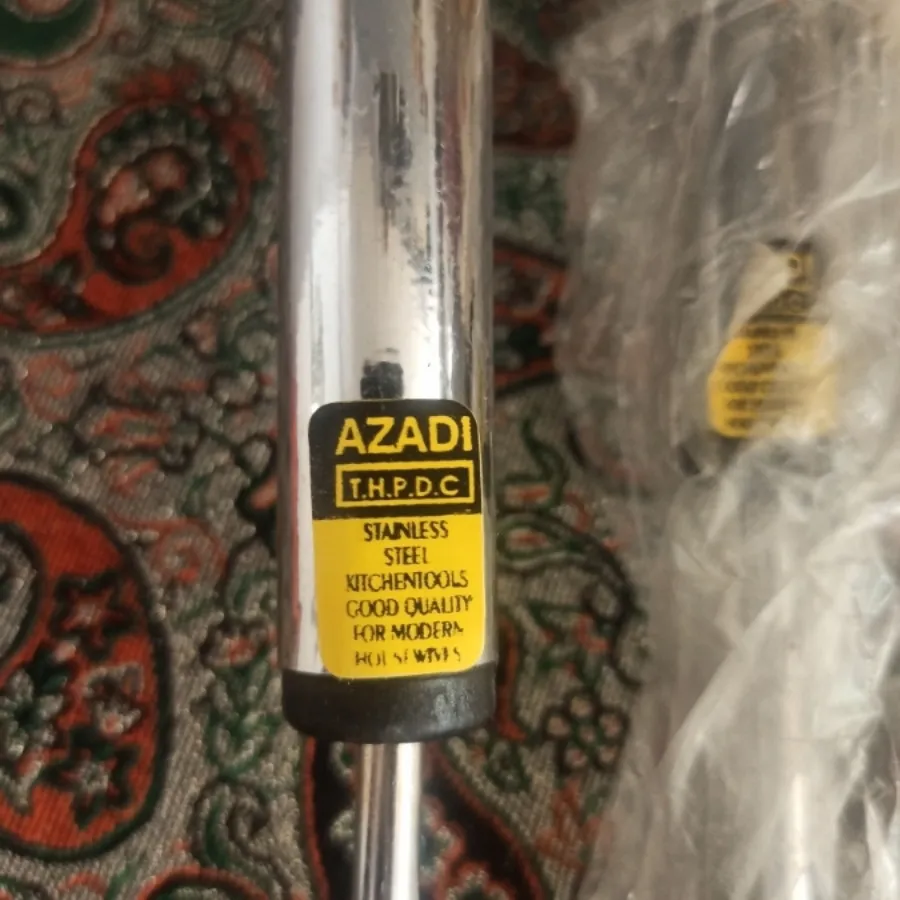 AZADI
T.H.P.D.C
STAINLESS
STEEL
KITCHENTOOLS
GOOD QUALITY
FOR MODERN
HOUSEWIVES